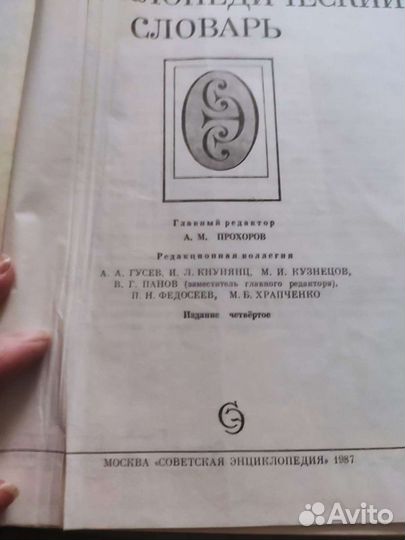 СЛОВАРЬ
Главный редактор
А. М. ПРОХОРОВ
Редакционная коллегия
А. А. ГУСЕВ, И. Л. КНУНЯНЦ, М. И. КУЗНЕЦОВ,
В. Г. ПАНОВ (заместитель главного редактора),
П. Н. ФЕДОСЕЕВ, М. Б. ХРАПЧЕНКО
Издание четвёртое
СЭ
МОСКВА «СОВЕТСКАЯ ЭНЦИКЛОПЕДИЯ» 1987
Avito